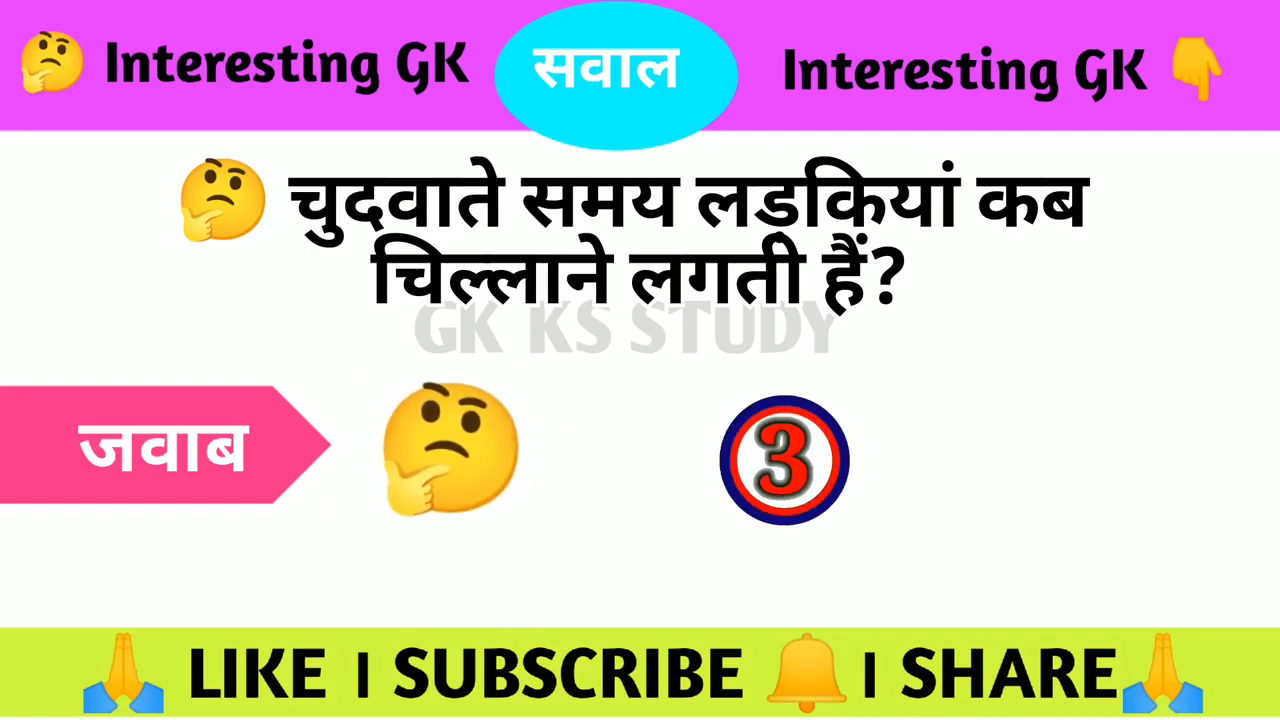 Interesting GK सवाल Interesting GK
चुदवाते समय लड़कियां कब
चिल्लाने लगती हैं?
GK KS STUDY
जवाब
3
LIKE । SUBSCRIBE । SHARE